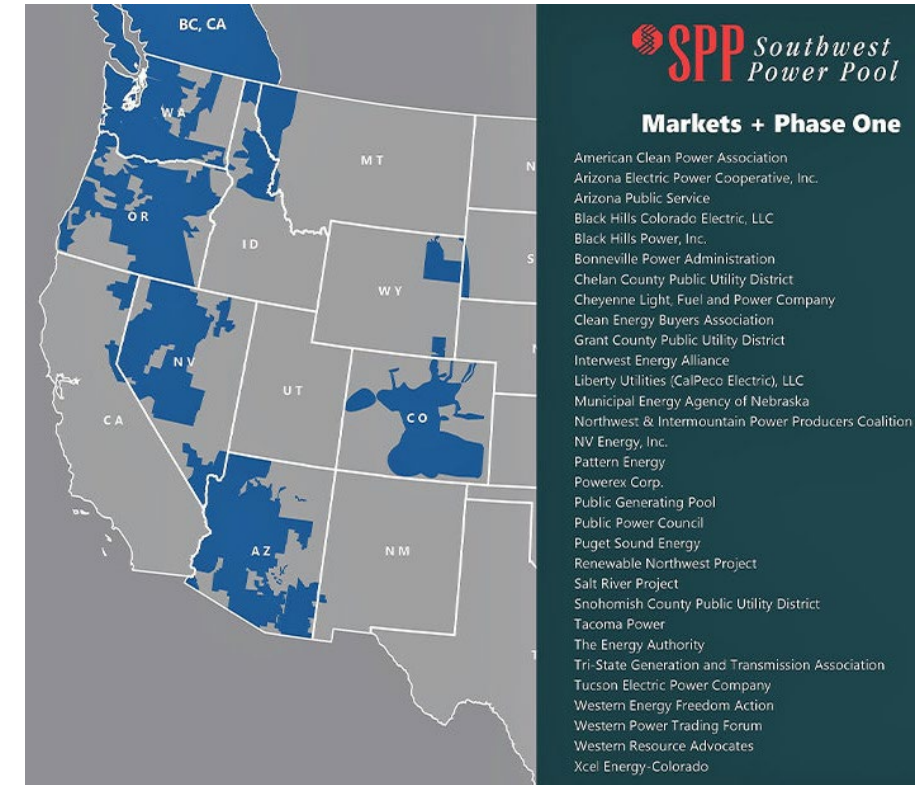 BC, CA
WA
MT
N
OR
ID
S
WY
N
NV
UT
CO
CA
AZ
NM
T
SPP Southwest
Power Pool
Markets + Phase One
American Clean Power Association
Arizona Electric Power Cooperative, Inc.
Arizona Public Service
Black Hills Colorado Electric, LLC
Black Hills Power, Inc.
Bonneville Power Administration
Chelan County Public Utility District
Cheyenne Light, Fuel and Power Company
Clean Energy Buyers Association
Grant County Public Utility District
Interwest Energy Alliance
Liberty Utilities (CalPeco Electric), LLC
Municipal Energy Agency of Nebraska
Northwest & Intermountain Power Producers Coalition
NV Energy, Inc.
Pattern Energy
Powerex Corp.
Public Generating Pool
Public Power Council
Puget Sound Energy
Renewable Northwest Project
Salt River Project
Snohomish County Public Utility District
Tacoma Power
The Energy Authority
Tri-State Generation and Transmission Association
Tucson Electric Power Company
Western Energy Freedom Action
Western Power Trading Forum
Western Resource Advocates
Xcel Energy-Colorado